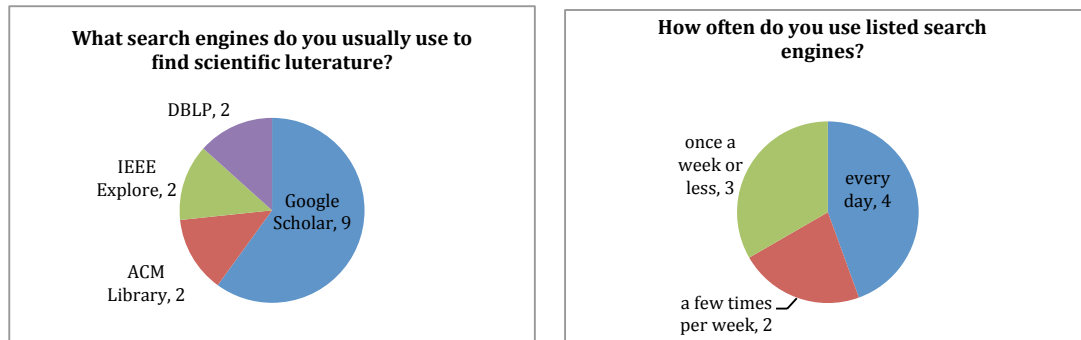 What search engines do you usually use to
find scientific luterature?
DBLP, 2
IEEE
Explore, 2
Google
Scholar, 9
ACM
Library, 2
How often do you use listed search
engines?
once a
week or
less, 3
every
day, 4
a few times
per week, 2